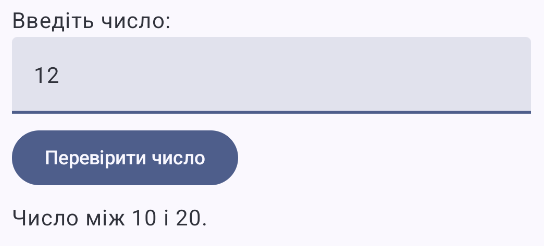 Введіть число:
12
Перевірити число
Число між 10 і 20.